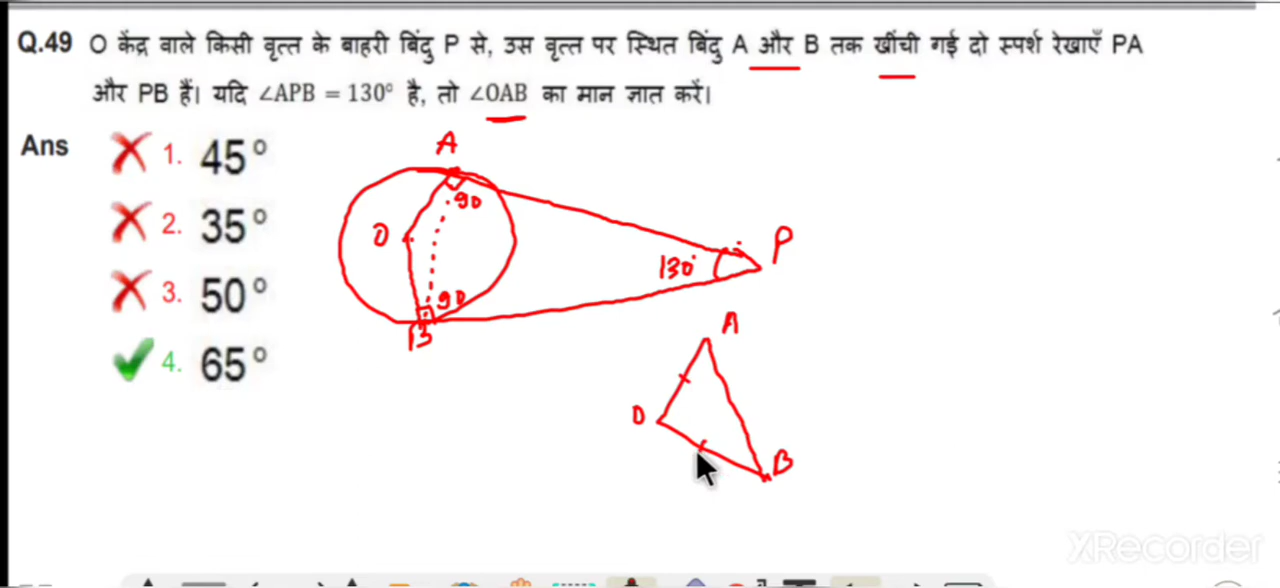 Q.49 O केंद्र वाले किसी वृत्त के बाहरी बिंदु P से, उस वृत्त पर स्थित बिंदु A और B तक खींची गई दो स्पर्श रेखाएँ PA
और PB हैं। यदि ∠APB = 130° है, तो ∠OAB का मान ज्ञात करें।
Ans
1. 45°
2. 35°
3. 50°
4. 65°
A
90
O
P
130°
90
B
A
O
B
XRecorder